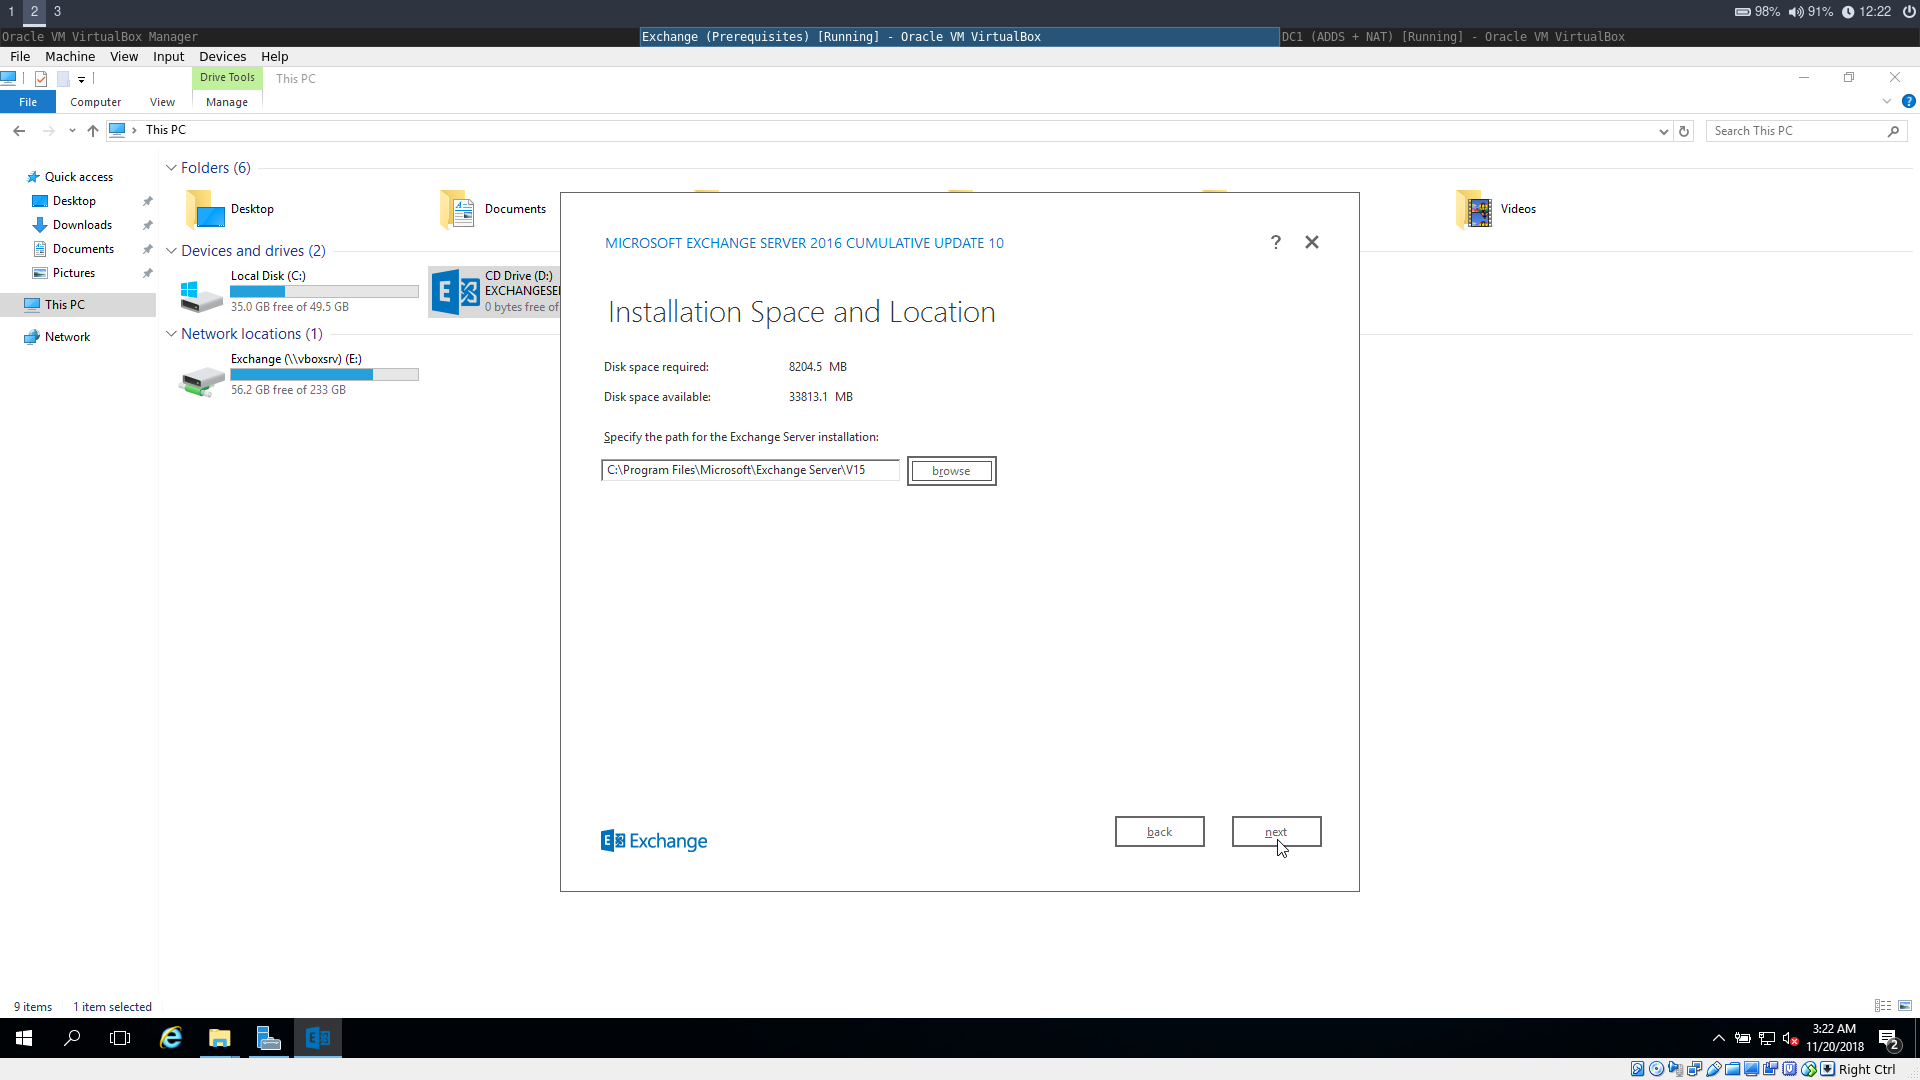 1 2 3
98% 91% 12:22
Oracle VM VirtualBox Manager
Exchange (Prerequisites) [Running] - Oracle VM VirtualBox
DC1 (ADDS + NAT) [Running] - Oracle VM VirtualBox
File Machine View Input Devices Help
Drive Tools This PC
File Computer View Manage
This PC
Search This PC
Quick access
Desktop
Downloads
Documents
Pictures
This PC
Network
Folders (6)
Desktop
Documents
Videos
Devices and drives (2)
Local Disk (C:)
35.0 GB free of 49.5 GB
CD Drive (D:)
EXCHANGESE
0 bytes free of
Network locations (1)
Exchange (\\vboxsrv) (E:)
56.2 GB free of 233 GB
MICROSOFT EXCHANGE SERVER 2016 CUMULATIVE UPDATE 10
?
Installation Space and Location
Disk space required: 8204.5 MB
Disk space available: 33813.1 MB
Specify the path for the Exchange Server installation:
C:\Program Files\Microsoft\Exchange Server\V15
browse
Exchange
back
next
9 items 1 item selected
3:22 AM
11/20/2018
2
Right Ctrl